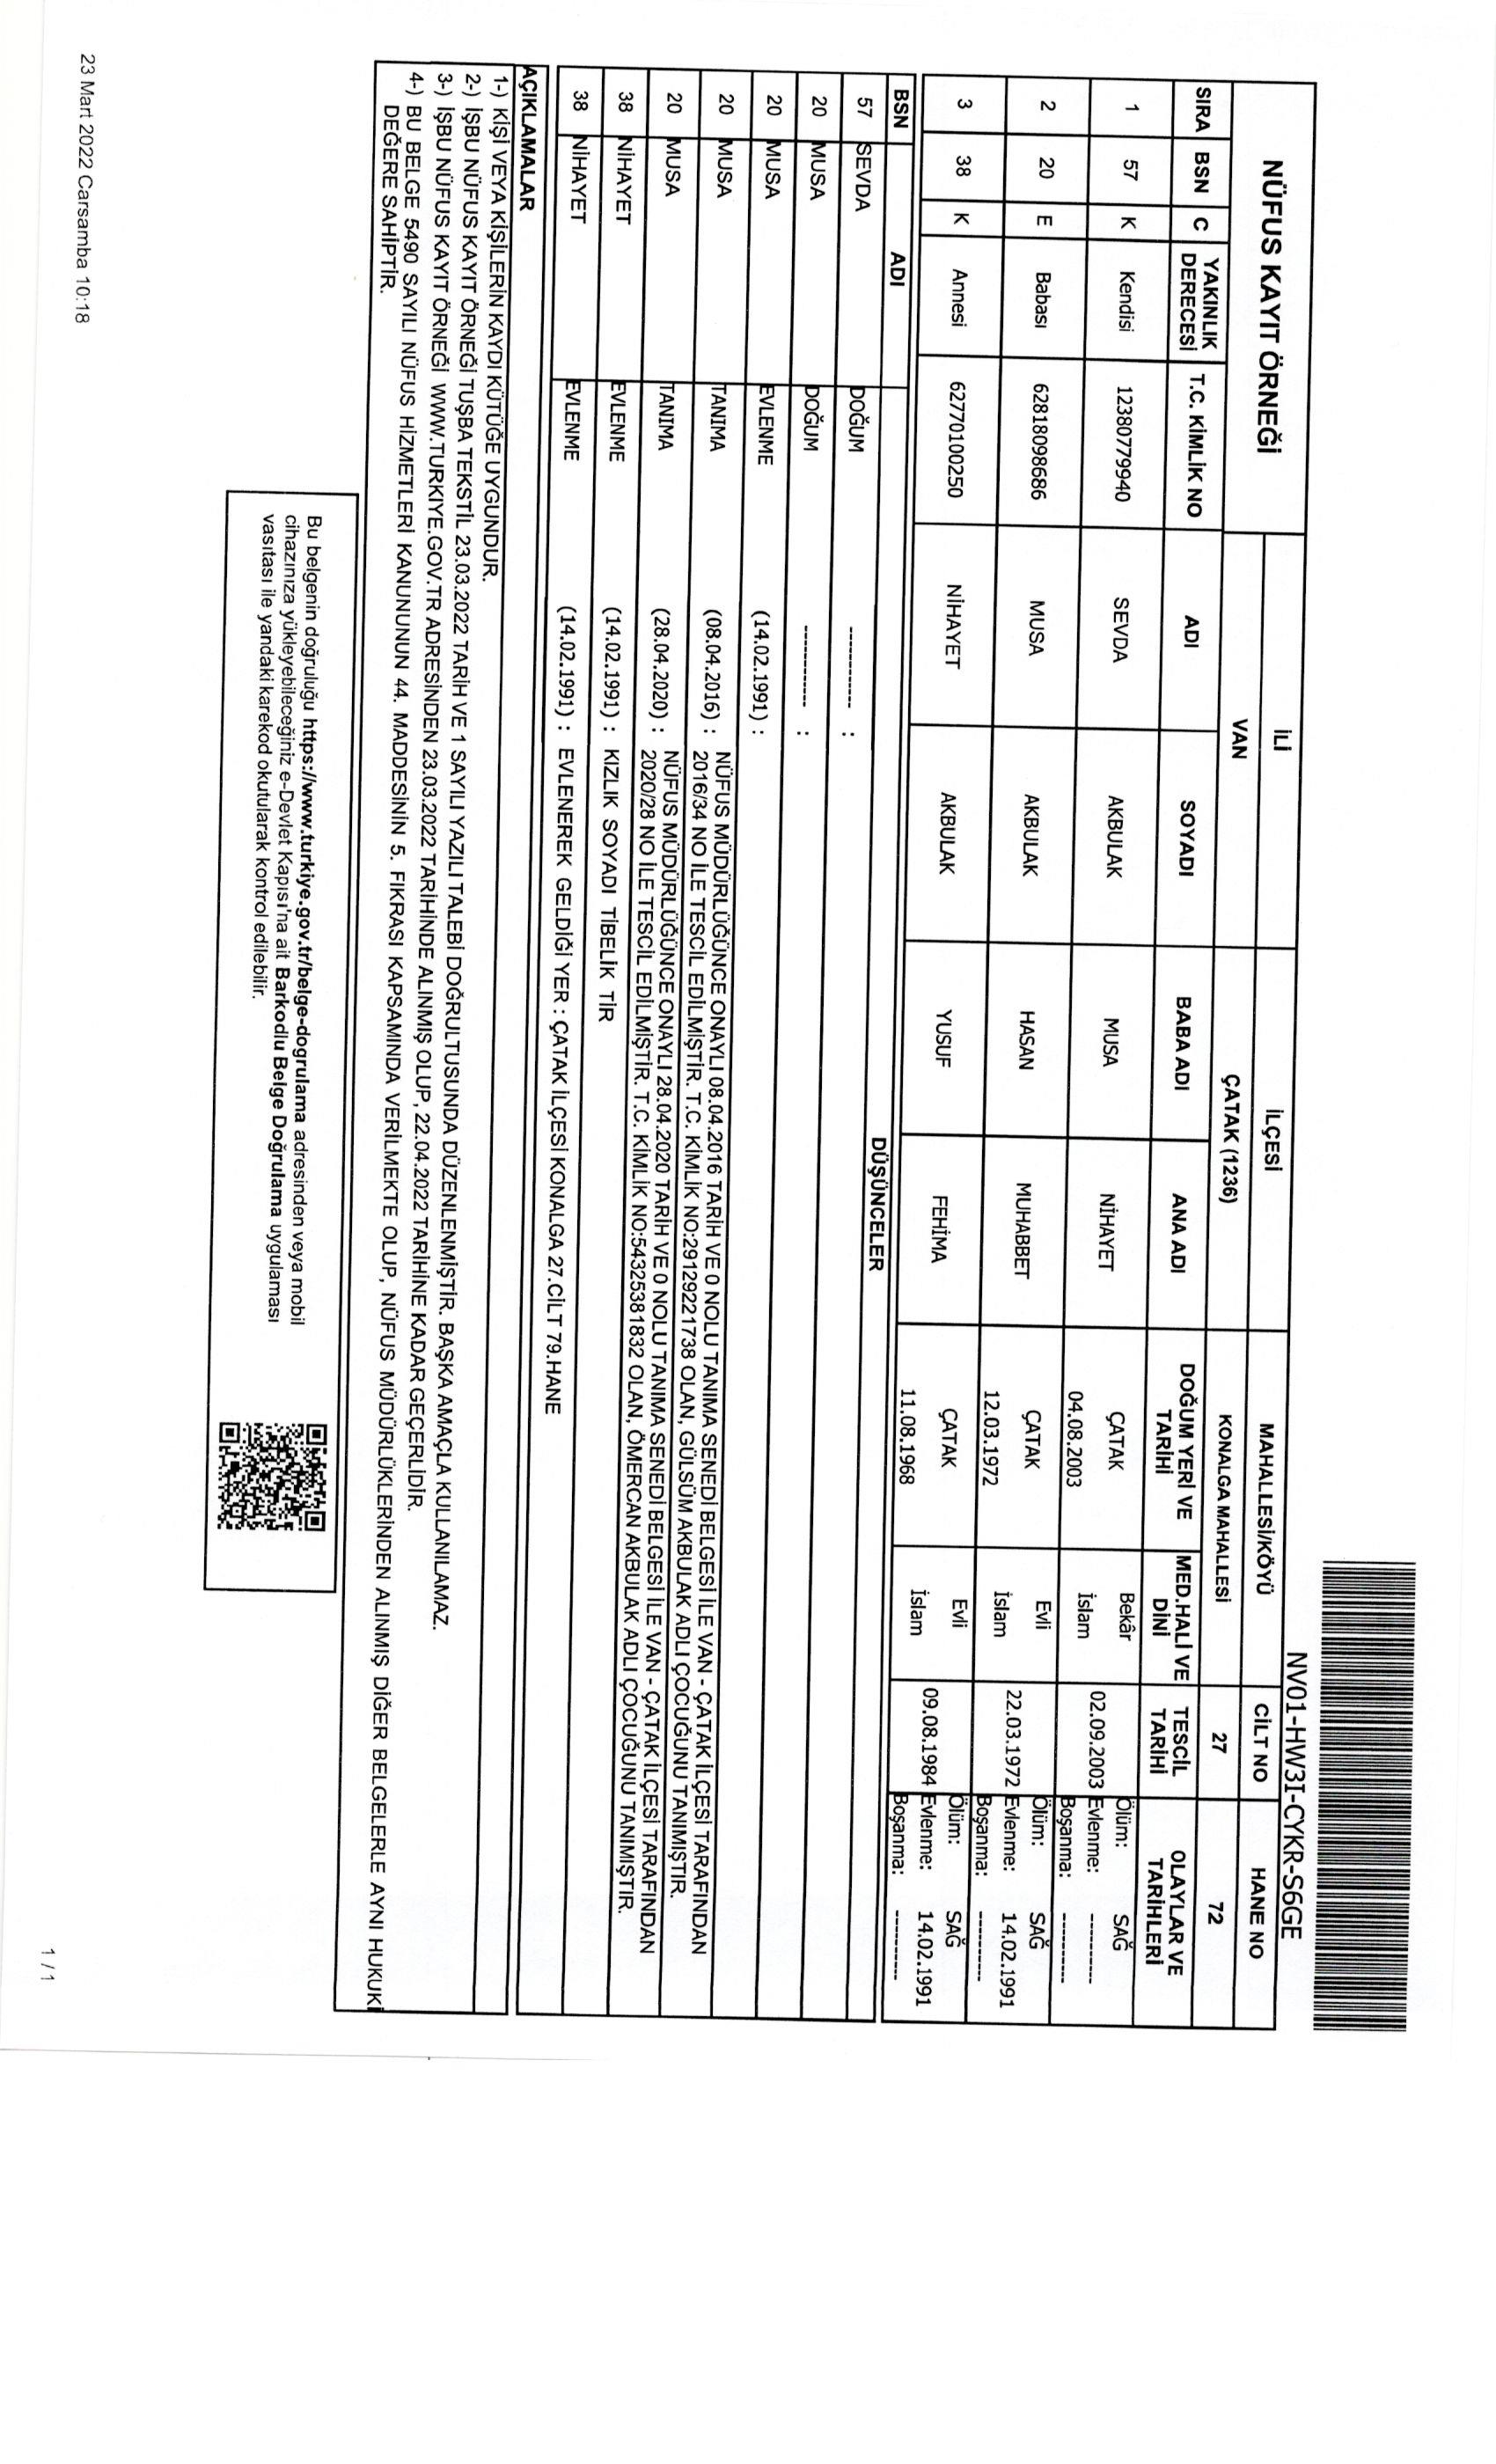 NV01-HW3I-CYKR-S6GE
NÜFUS KAYIT ÖRNEĞİ
İLİ İLÇESİ MAHALLESİ/KÖYÜ CİLT NO HANE NO
VAN ÇATAK (1236) KONALGA MAHALLESİ 27 72
SIRA BSN C YAKINLIK DERECESİ T.C. KİMLİK NO ADI SOYADI BABA ADI ANA ADI DOĞUM YERİ VE TARİHİ MED.HALİ VE DİNİ TESCİL TARİHİ OLAYLAR VE TARİHLERİ
1 57 K Kendisi 12380779940 SEVDA AKBULAK MUSA NİHAYET ÇATAK 04.08.2003 Bekâr İslam 02.09.2003 Ölüm: SAĞ
Evlenme: ----------
Boşanma: ----------
2 20 E Babası 62818098686 MUSA AKBULAK HASAN MUHABBET ÇATAK 12.03.1972 Evli İslam 22.03.1972 Ölüm: SAĞ
Evlenme: 14.02.1991
Boşanma: ----------
3 38 K Annesi 62770100250 NİHAYET AKBULAK YUSUF FEHİMA ÇATAK 11.08.1968 Evli İslam 09.08.1984 Ölüm: SAĞ
Evlenme: 14.02.1991
Boşanma: ----------
BSN ADI DÜŞÜNCELER
57 SEVDA DOĞUM ------------ :
20 MUSA DOĞUM ------------ :
20 MUSA EVLENME (14.02.1991) :
20 MUSA TANIMA (08.04.2016) : NÜFUS MÜDÜRLÜĞÜNCE ONAYLI 08.04.2016 TARİH VE 0 NOLU TANIMA SENEDİ BELGESİ İLE VAN - ÇATAK İLÇESİ TARAFINDAN
2016/34 NO İLE TESCİL EDİLMİŞTİR. T.C. KİMLİK NO:29129221738 OLAN, GÜLSÜM AKBULAK ADLI ÇOCUĞUNU TANIMIŞTIR.
20 MUSA TANIMA (28.04.2020) : NÜFUS MÜDÜRLÜĞÜNCE ONAYLI 28.04.2020 TARİH VE 0 NOLU TANIMA SENEDİ BELGESİ İLE VAN - ÇATAK İLÇESİ TARAFINDAN
2020/28 NO İLE TESCİL EDİLMİŞTİR. T.C. KİMLİK NO:54325381832 OLAN, ÖMERCAN AKBULAK ADLI ÇOCUĞUNU TANIMIŞTIR.
38 NİHAYET EVLENME (14.02.1991) : KIZLIK SOYADI TİBELİK TİR
38 NİHAYET EVLENME (14.02.1991) : EVLENEREK GELDİĞİ YER : ÇATAK İLÇESİ KONALGA 27.CİLT 79.HANE
AÇIKLAMALAR
1-) KİŞİ VEYA KİŞİLERİN KAYDI KÜTÜĞE UYGUNDUR.
2-) İŞBU NÜFUS KAYIT ÖRNEĞİ TUŞBA TEKSTİL 23.03.2022 TARİH VE 1 SAYILI YAZILI TALEBİ DOĞRULTUSUNDA DÜZENLENMİŞTİR. BAŞKA AMAÇLA KULLANILAMAZ.
3-) İŞBU NÜFUS KAYIT ÖRNEĞİ WWW.TURKIYE.GOV.TR ADRESİNDEN 23.03.2022 TARİHİNDE ALINMIŞ OLUP, 22.04.2022 TARİHİNE KADAR GEÇERLİDİR.
4-) BU BELGE 5490 SAYILI NÜFUS HİZMETLERİ KANUNUNUN 44. MADDESİNİN 5. FIKRASI KAPSAMINDA VERİLMEKTE OLUP, NÜFUS MÜDÜRLÜKLERİNDEN ALINMIŞ DİĞER BELGELERLE AYNI HUKUKİ
DEĞERE SAHİPTİR.
Bu belgenin doğruluğu https://www.turkiye.gov.tr/belge-dogrulama adresinden veya mobil
cihazınıza yükleyebileceğiniz e-Devlet Kapısı'na ait Barkodlu Belge Doğrulama uygulaması
vasıtası ile yandaki karekod okutularak kontrol edilebilir.
23 Mart 2022 Carsamba 10:18
1 / 1